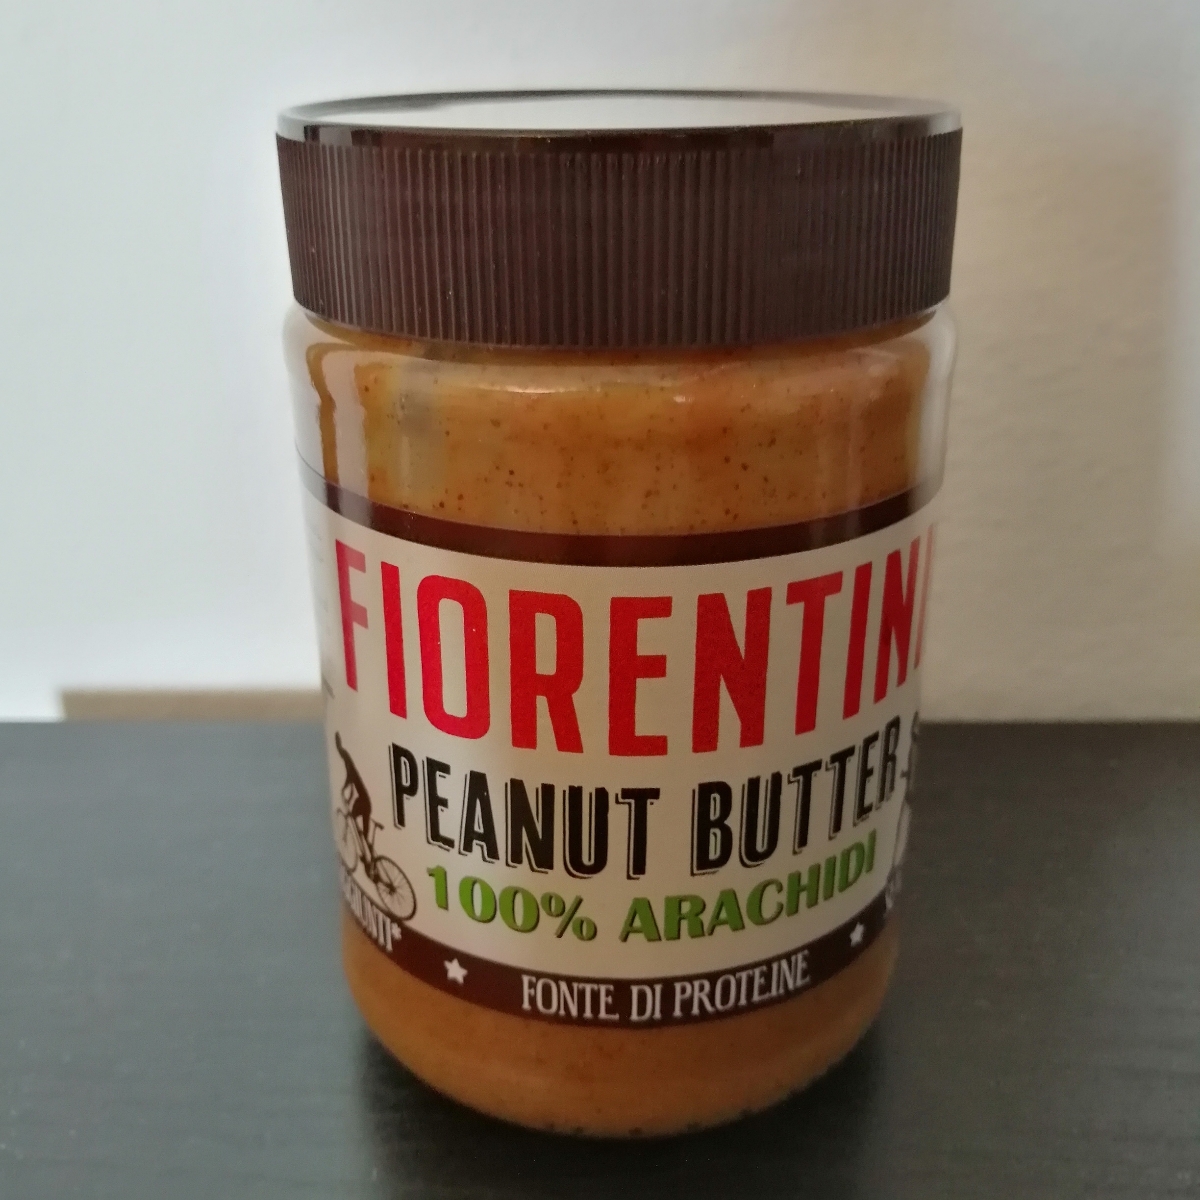 FIORENTINI
PEANUT BUTTER
100% ARACHIDI
FONTE DI PROTEINE